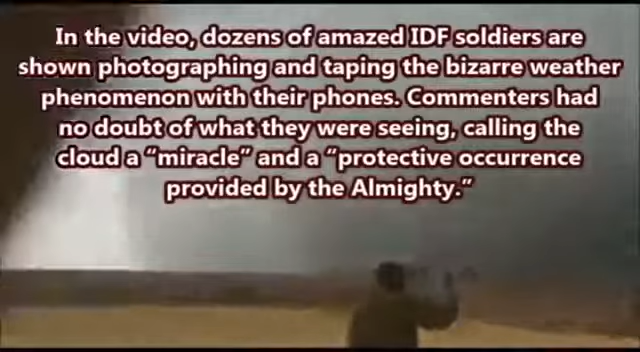 In the video, dozens of amazed IDF soldiers are
shown photographing and taping the bizarre weather
phenomenon with their phones. Commenters had
no doubt of what they were seeing, calling the
cloud a “miracle” and a “protective occurrence
provided by the Almighty.”